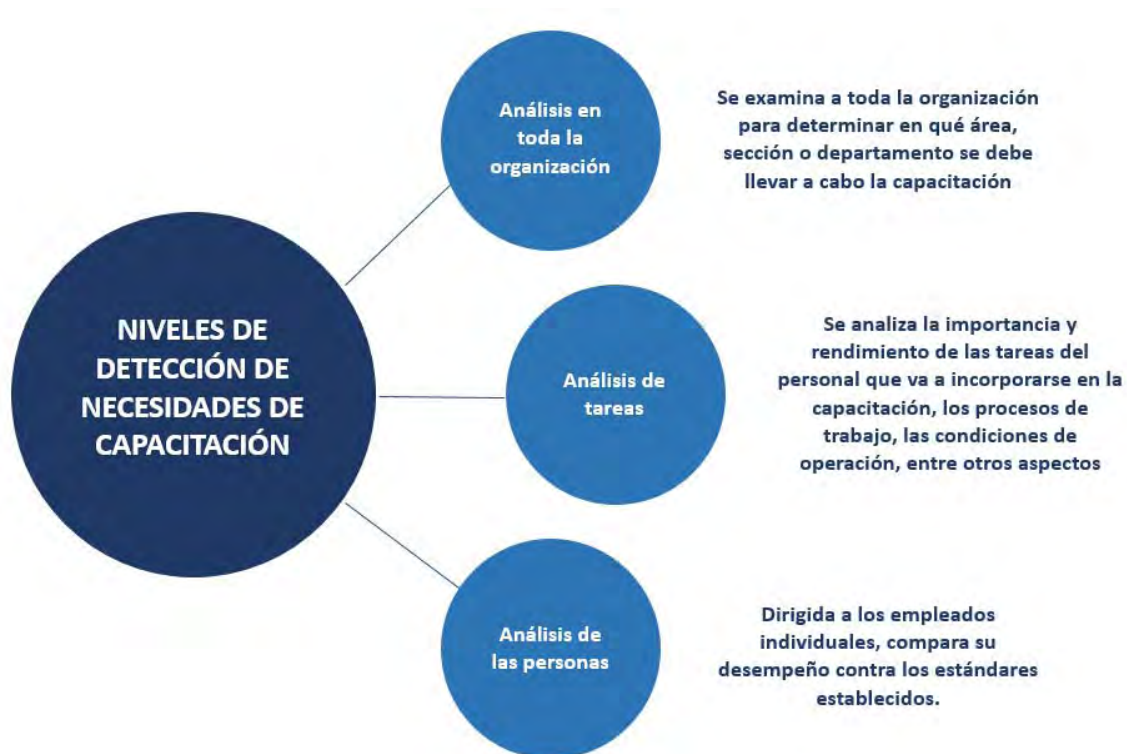 NIVELES DE
DETECCIÓN DE
NECESIDADES DE
CAPACITACIÓN
Análisis en
toda la
organización
Se examina a toda la organización
para determinar en qué área,
sección o departamento se debe
llevar a cabo la capacitación
Análisis de
tareas
Se analiza la importancia y
rendimiento de las tareas del
personal que va a incorporarse en la
capacitación, los procesos de
trabajo, las condiciones de
operación, entre otros aspectos
Análisis de
las personas
Dirigida a los empleados
individuales, compara su
desempeño contra los estándares
establecidos.